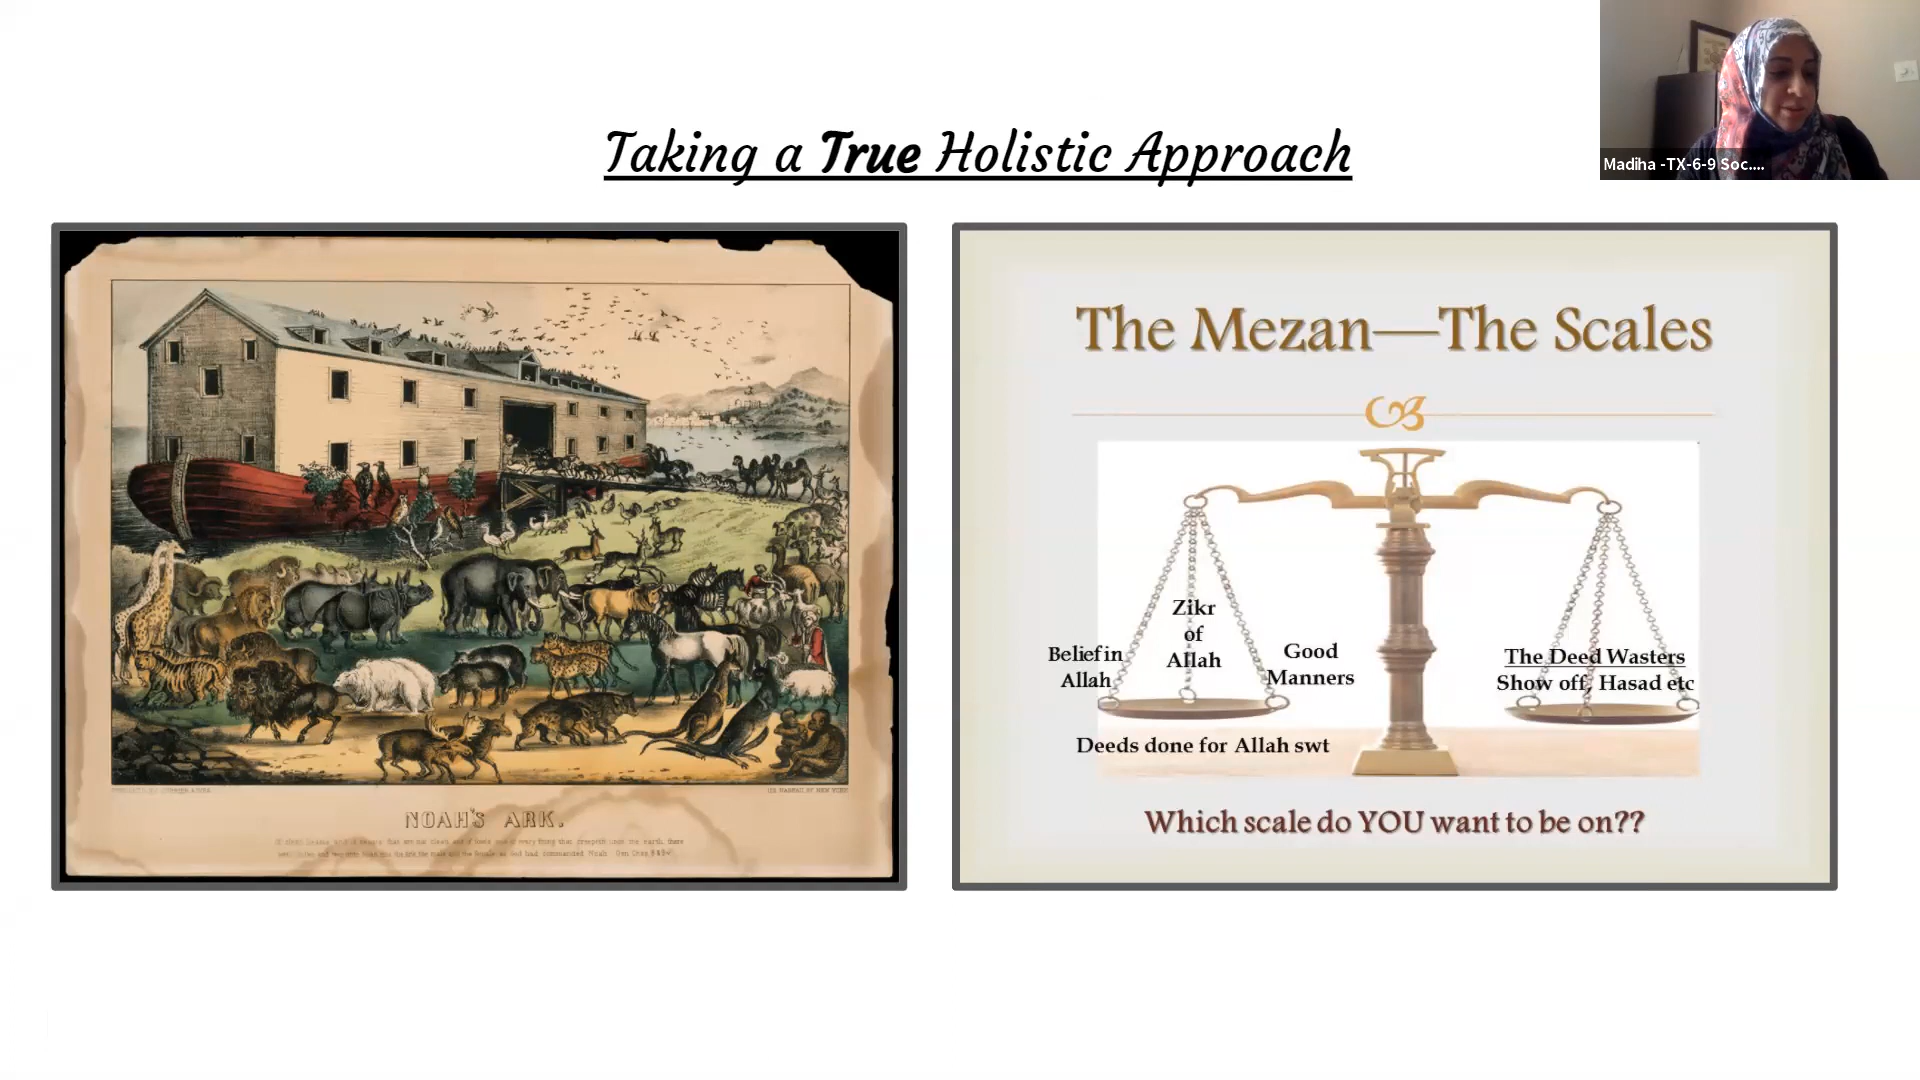 Taking a True Holistic Approach
Madiha -TX-6-9 Soc....
NOAH'S ARK.
The Mezan—The Scales
Zikr
of
Allah
Belief in
Allah
Good
Manners
Deeds done for Allah swt
The Deed Wasters
Show off, Hasad etc
Which scale do YOU want to be on??